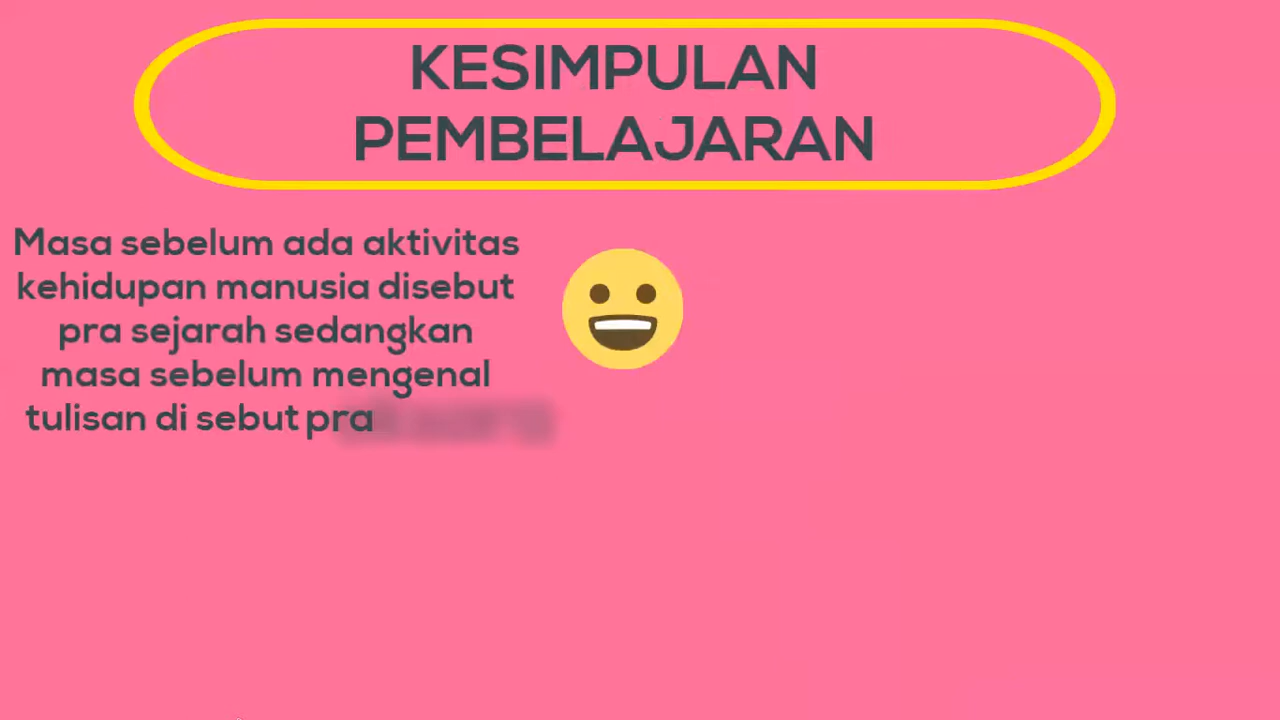 KESIMPULAN
PEMBELAJARAN
Masa sebelum ada aktivitas
kehidupan manusia disebut
pra sejarah sedangkan
masa sebelum mengenal
tulisan di sebut pra